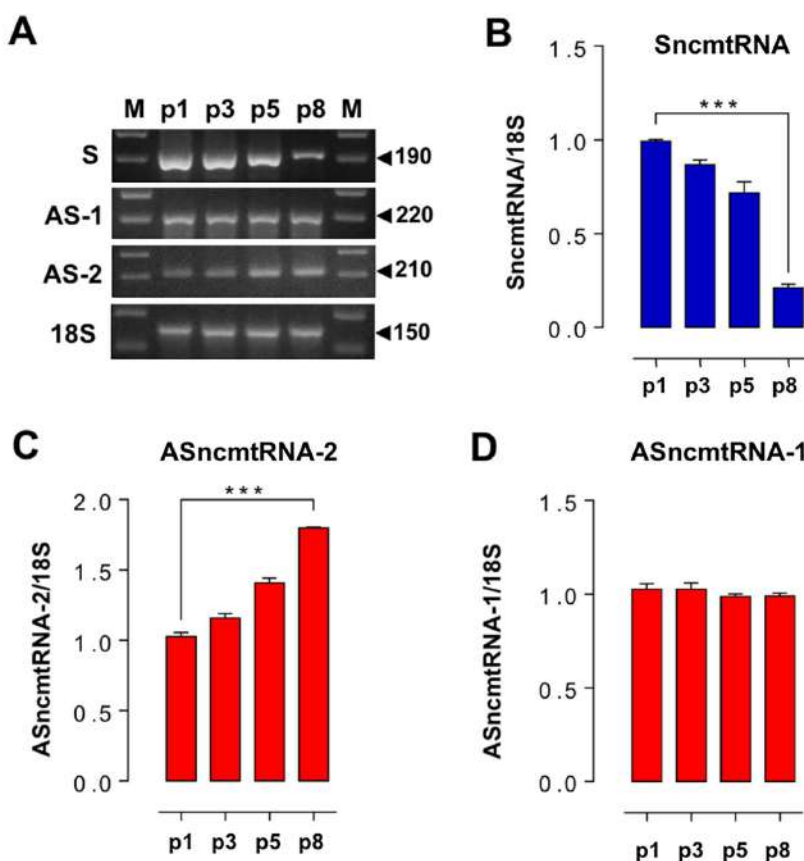 A
M p1 p3 p5 p8 M
S
190
AS-1
220
AS-2
210
18S
150
B
SncmtRNA
SncmtRNA/18S
1.5
1.0
0.5
0.0
***
p1 p3 p5 p8
C
ASncmtRNA-2
ASncmtRNA-2/18S
2.0
1.5
1.0
0.5
0.0
***
p1 p3 p5 p8
D
ASncmtRNA-1
ASncmtRNA-1/18S
1.5
1.0
0.5
0.0
p1 p3 p5 p8